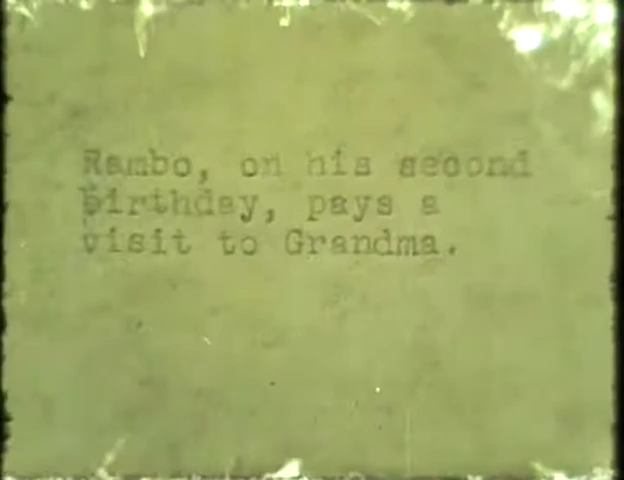 Rambo, on his second
birthday, pays a
visit to Grandma.